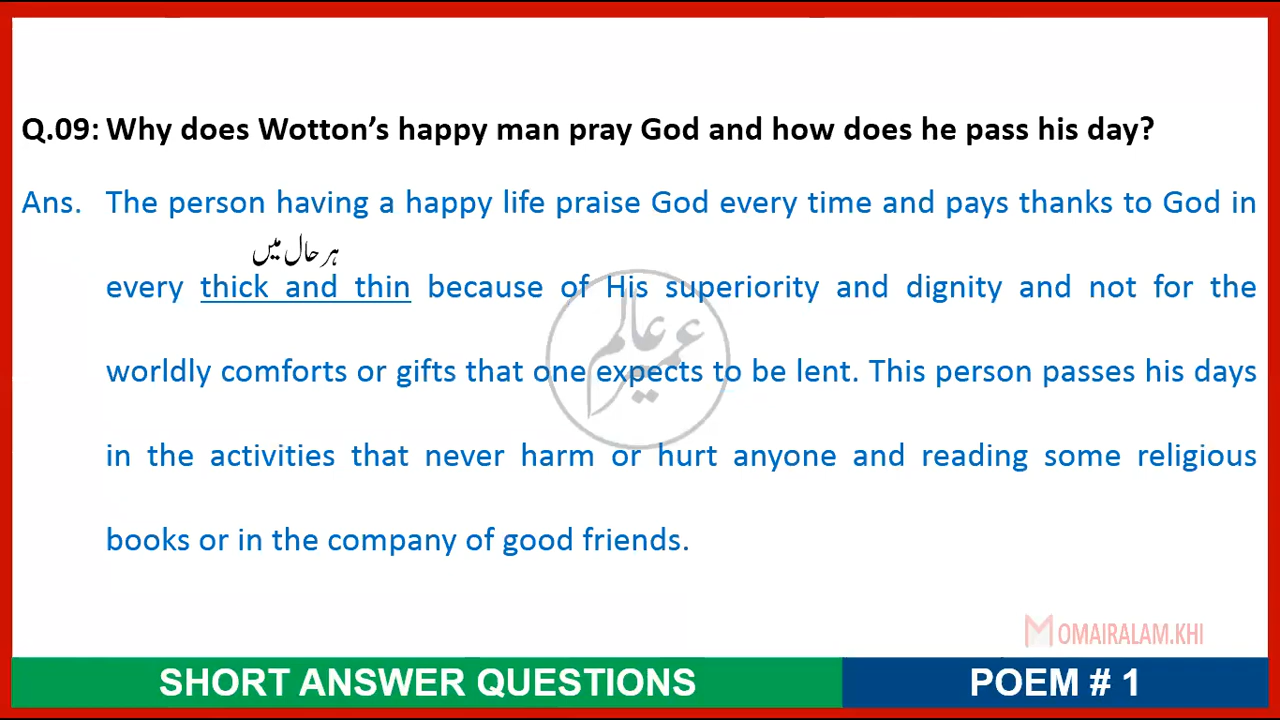 Q.09: Why does Wotton’s happy man pray God and how does he pass his day?
Ans. The person having a happy life praise God every time and pays thanks to God in
ہر حال میں
every thick and thin because of His superiority and dignity and not for the
worldly comforts or gifts that one expects to be lent. This person passes his days
in the activities that never harm or hurt anyone and reading some religious
books or in the company of good friends.
عمیر عالم
MOMAIRALAM.KHI
SHORT ANSWER QUESTIONS
POEM # 1